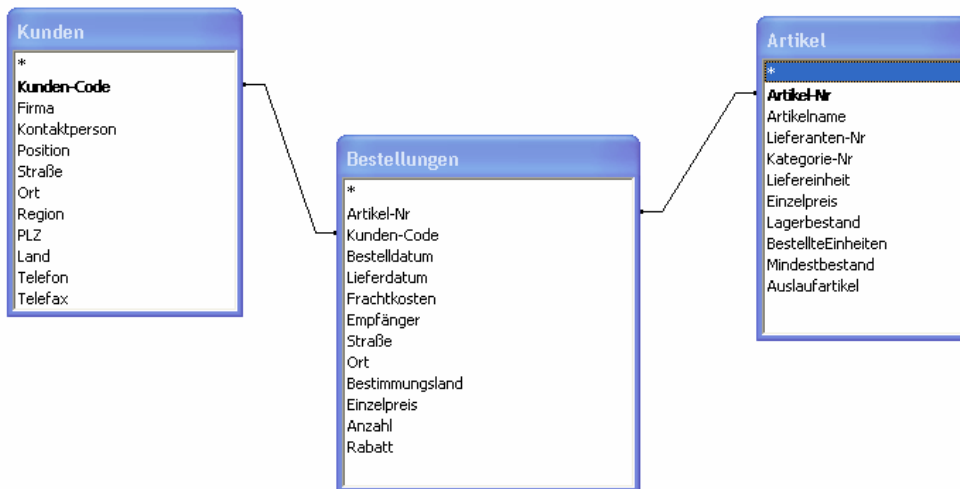 Kunden
*
Kunden-Code
Firma
Kontaktperson
Position
Straße
Ort
Region
PLZ
Land
Telefon
Telefax
Bestellungen
*
Artikel-Nr
Kunden-Code
Bestelldatum
Lieferdatum
Frachtkosten
Empfänger
Straße
Ort
Bestimmungsland
Einzelpreis
Anzahl
Rabatt
Artikel
*
Artikel-Nr
Artikelname
Lieferanten-Nr
Kategorie-Nr
Liefereinheit
Einzelpreis
Lagerbestand
BestellteEinheiten
Mindestbestand
Auslaufartikel